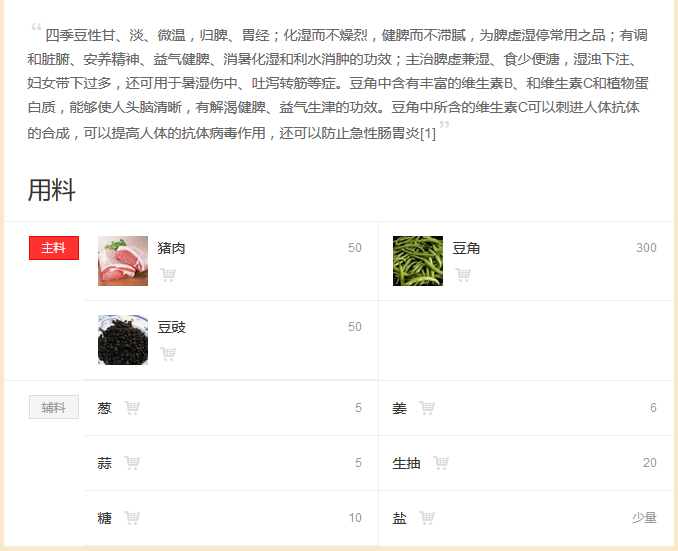 “ 四季豆性甘、淡、微温，归脾、胃经；化湿而不燥烈，健脾而不滞腻，为脾虚湿停常用之品；有调
和脏腑、安养精神、益气健脾、消暑化湿和利水消肿的功效；主治脾虚兼湿、食少便溏，湿浊下注、
妇女带下过多，还可用于暑湿伤中、吐泻转筋等症。豆角中含有丰富的维生素B、和维生素C和植物蛋
白质，能够使人头脑清晰，有解渴健脾、益气生津的功效。豆角中所含的维生素C可以刺进人体抗体
的合成，可以提高人体的抗体病毒作用，还可以防止急性肠胃炎[1] ”
用料
主料 猪肉 50 豆角 300
豆豉 50
辅料 葱 5 姜 6
蒜 5 生抽 20
糖 10 盐 少量